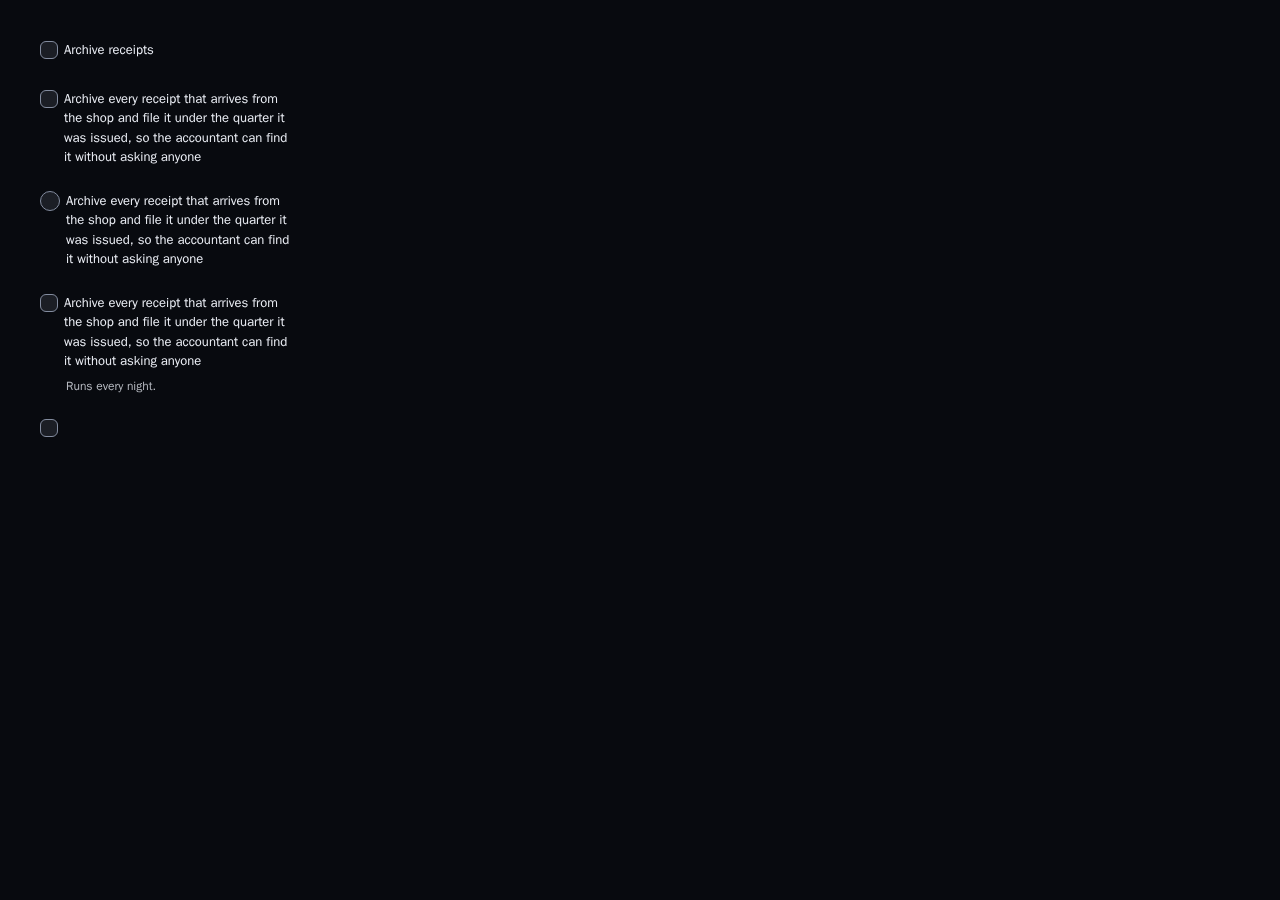 Archive receipts
Archive every receipt that arrives from
the shop and file it under the quarter it
was issued, so the accountant can find
it without asking anyone
Archive every receipt that arrives from
the shop and file it under the quarter it
was issued, so the accountant can find
it without asking anyone
Archive every receipt that arrives from
the shop and file it under the quarter it
was issued, so the accountant can find
it without asking anyone
Runs every night.